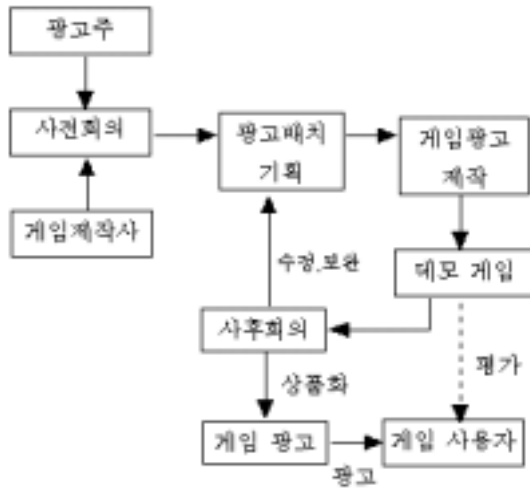 광고주
사전회의
게임제작사
광고배치
기획
게임광고
제작
데모 게임
수정,보완
사후회의
평가
상품화
게임 광고
광고
게임 사용자